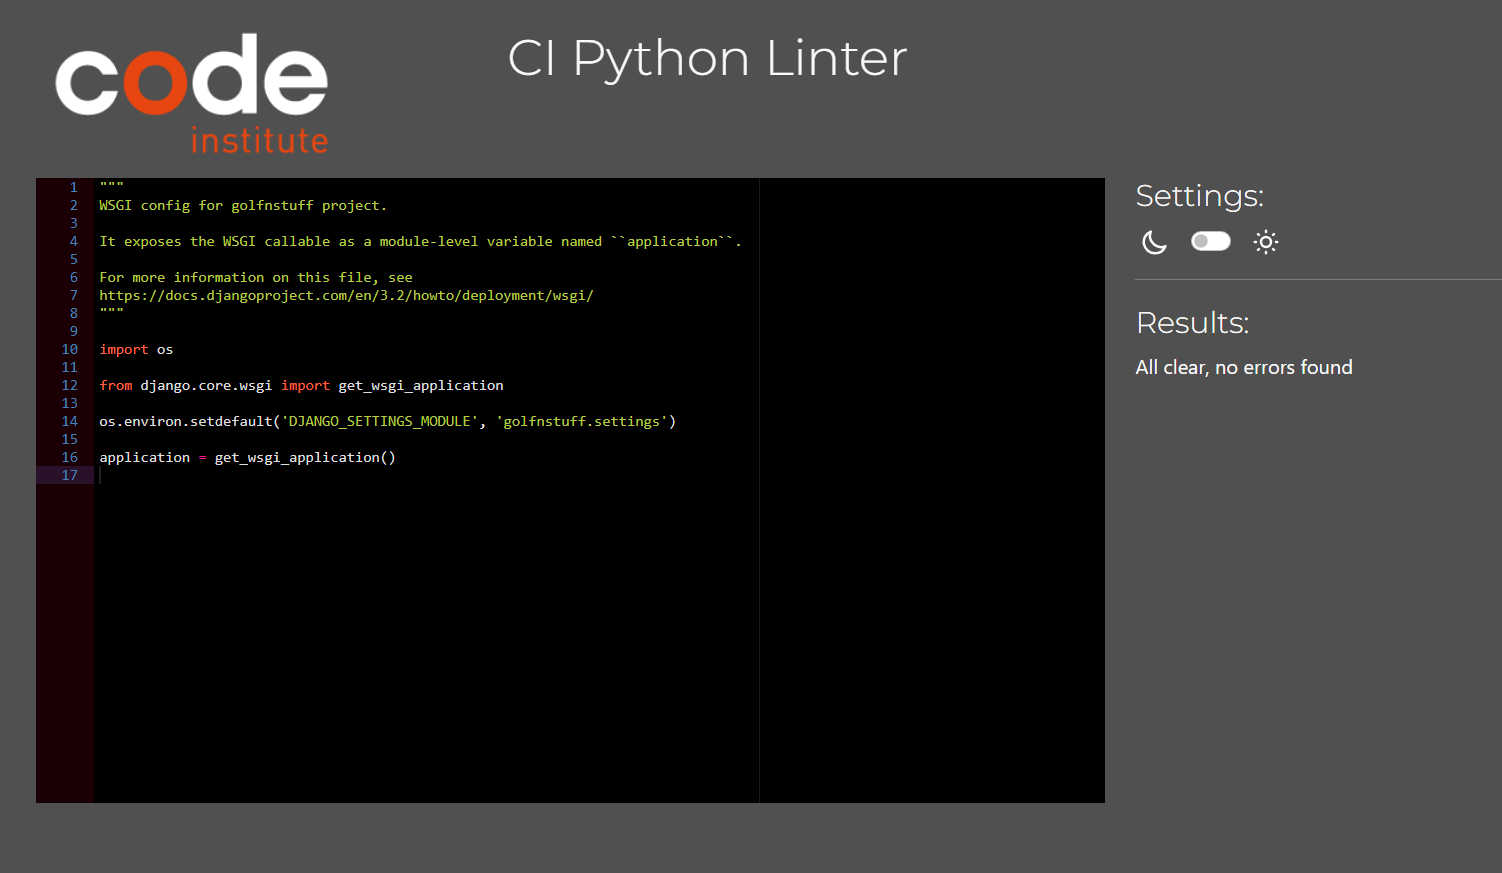 code
institute
CI Python Linter
1 """
2 WSGI config for golfnstuff project.
3
4 It exposes the WSGI callable as a module-level variable named ``application``.
5
6 For more information on this file, see
7 https://docs.djangoproject.com/en/3.2/howto/deployment/wsgi/
8 """
9
10 import os
11
12 from django.core.wsgi import get_wsgi_application
13
14 os.environ.setdefault('DJANGO_SETTINGS_MODULE', 'golfnstuff.settings')
15
16 application = get_wsgi_application()
17
Settings:
Results:
All clear, no errors found